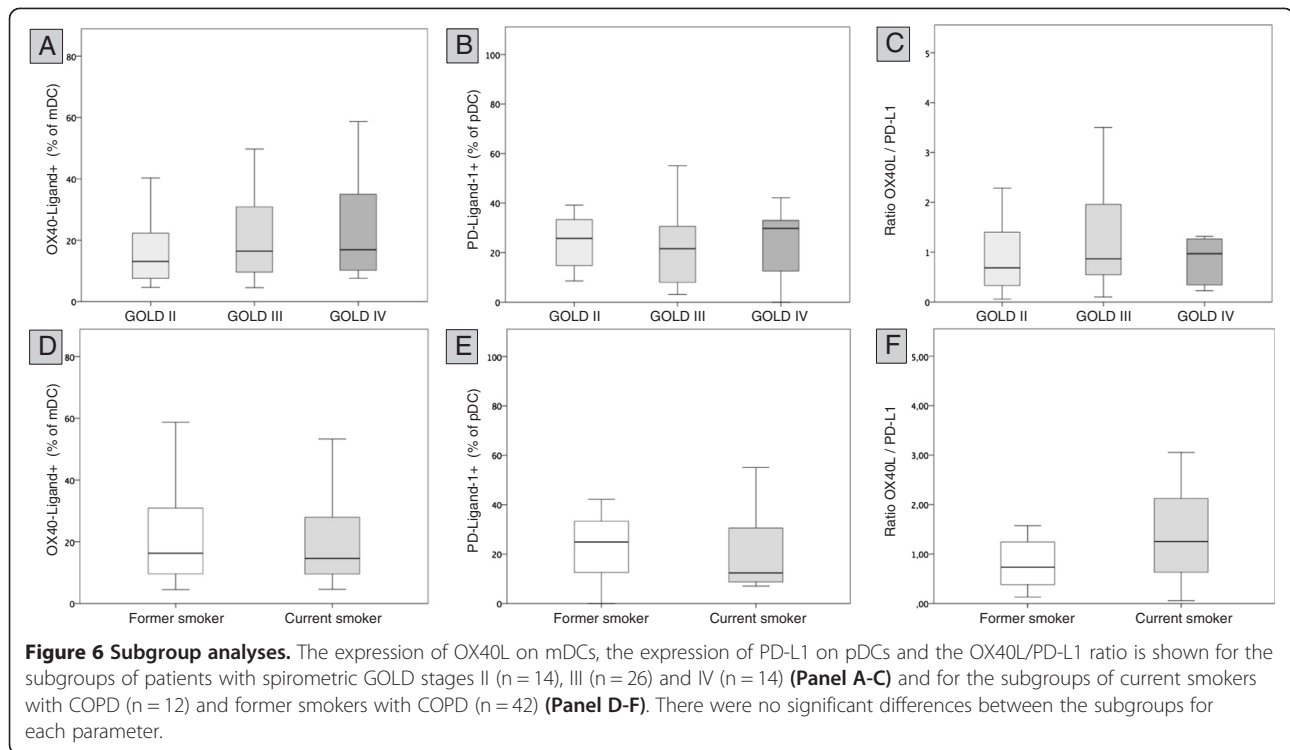 A
OX40-Ligand+ (% of mDC)
80
60
40
20
0
GOLD II GOLD III GOLD IV
B
PD-Ligand-1+ (% of pDC)
100
80
60
40
20
0
GOLD II GOLD III GOLD IV
C
Ratio OX40L / PD-L1
5
4
3
2
1
0
GOLD II GOLD III GOLD IV
D
OX40-Ligand+ (% of mDC)
80
60
40
20
0
Former smoker Current smoker
E
PD-Ligand-1+ (% of pDC)
100
80
60
40
20
0
Former smoker Current smoker
F
Ratio OX40L / PD-L1
5,00
4,00
3,00
2,00
1,00
,00
Former smoker Current smoker
Figure 6 Subgroup analyses. The expression of OX40L on mDCs, the expression of PD-L1 on pDCs and the OX40L/PD-L1 ratio is shown for the
subgroups of patients with spirometric GOLD stages II (n = 14), III (n = 26) and IV (n = 14) (Panel A-C) and for the subgroups of current smokers
with COPD (n = 12) and former smokers with COPD (n = 42) (Panel D-F). There were no significant differences between the subgroups for
each parameter.